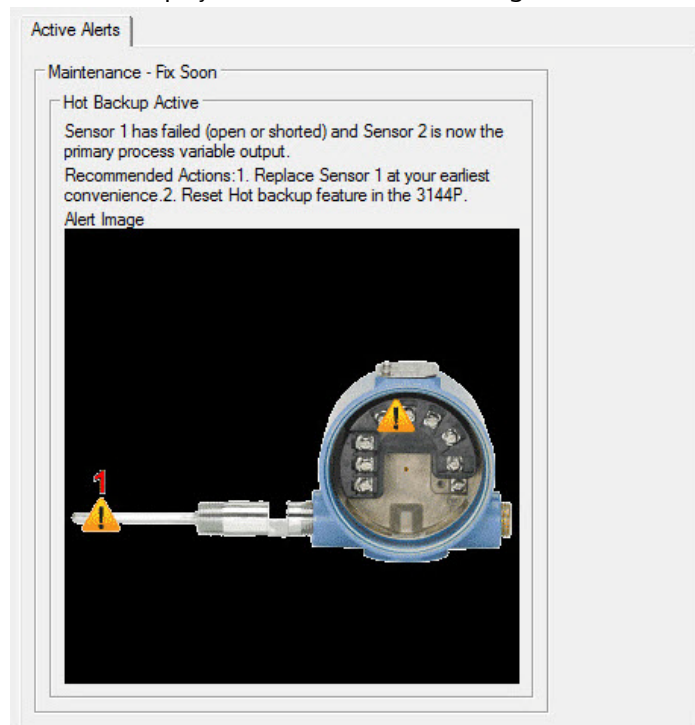 Active Alerts
Maintenance - Fix Soon
Hot Backup Active
Sensor 1 has failed (open or shorted) and Sensor 2 is now the
primary process variable output.
Recommended Actions:1. Replace Sensor 1 at your earliest
convenience.2. Reset Hot backup feature in the 3144P.
Alert Image
1